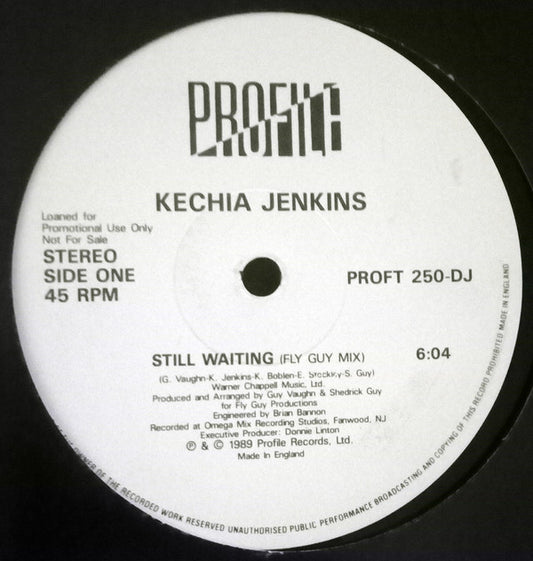 PROFILE
KECHIA JENKINS
Loaned for
Promotional Use Only
Not For Sale
STEREO
SIDE ONE
45 RPM
PROFT 250-DJ
STILL WAITING (FLY GUY MIX) 6:04
(G. Vaughn-K. Jenkins-K. Boblen-E. Stockley-S. Guy)
Warner Chappell Music, Ltd.
Produced and Arranged by Guy Vaughn & Shedrick Guy
for Fly Guy Productions
Engineered by Brian Bannon
Recorded at Omega Mix Recording Studios, Fanwood, NJ
Executive Producer: Donnie Linton
℗ & © 1989 Profile Records, Ltd.
Made In England
OWNER OF THE RECORDED WORK RESERVED UNAUTHORISED PUBLIC PERFORMANCE BROADCASTING AND COPYING OF THIS RECORD PROHIBITED MADE IN ENGLAND